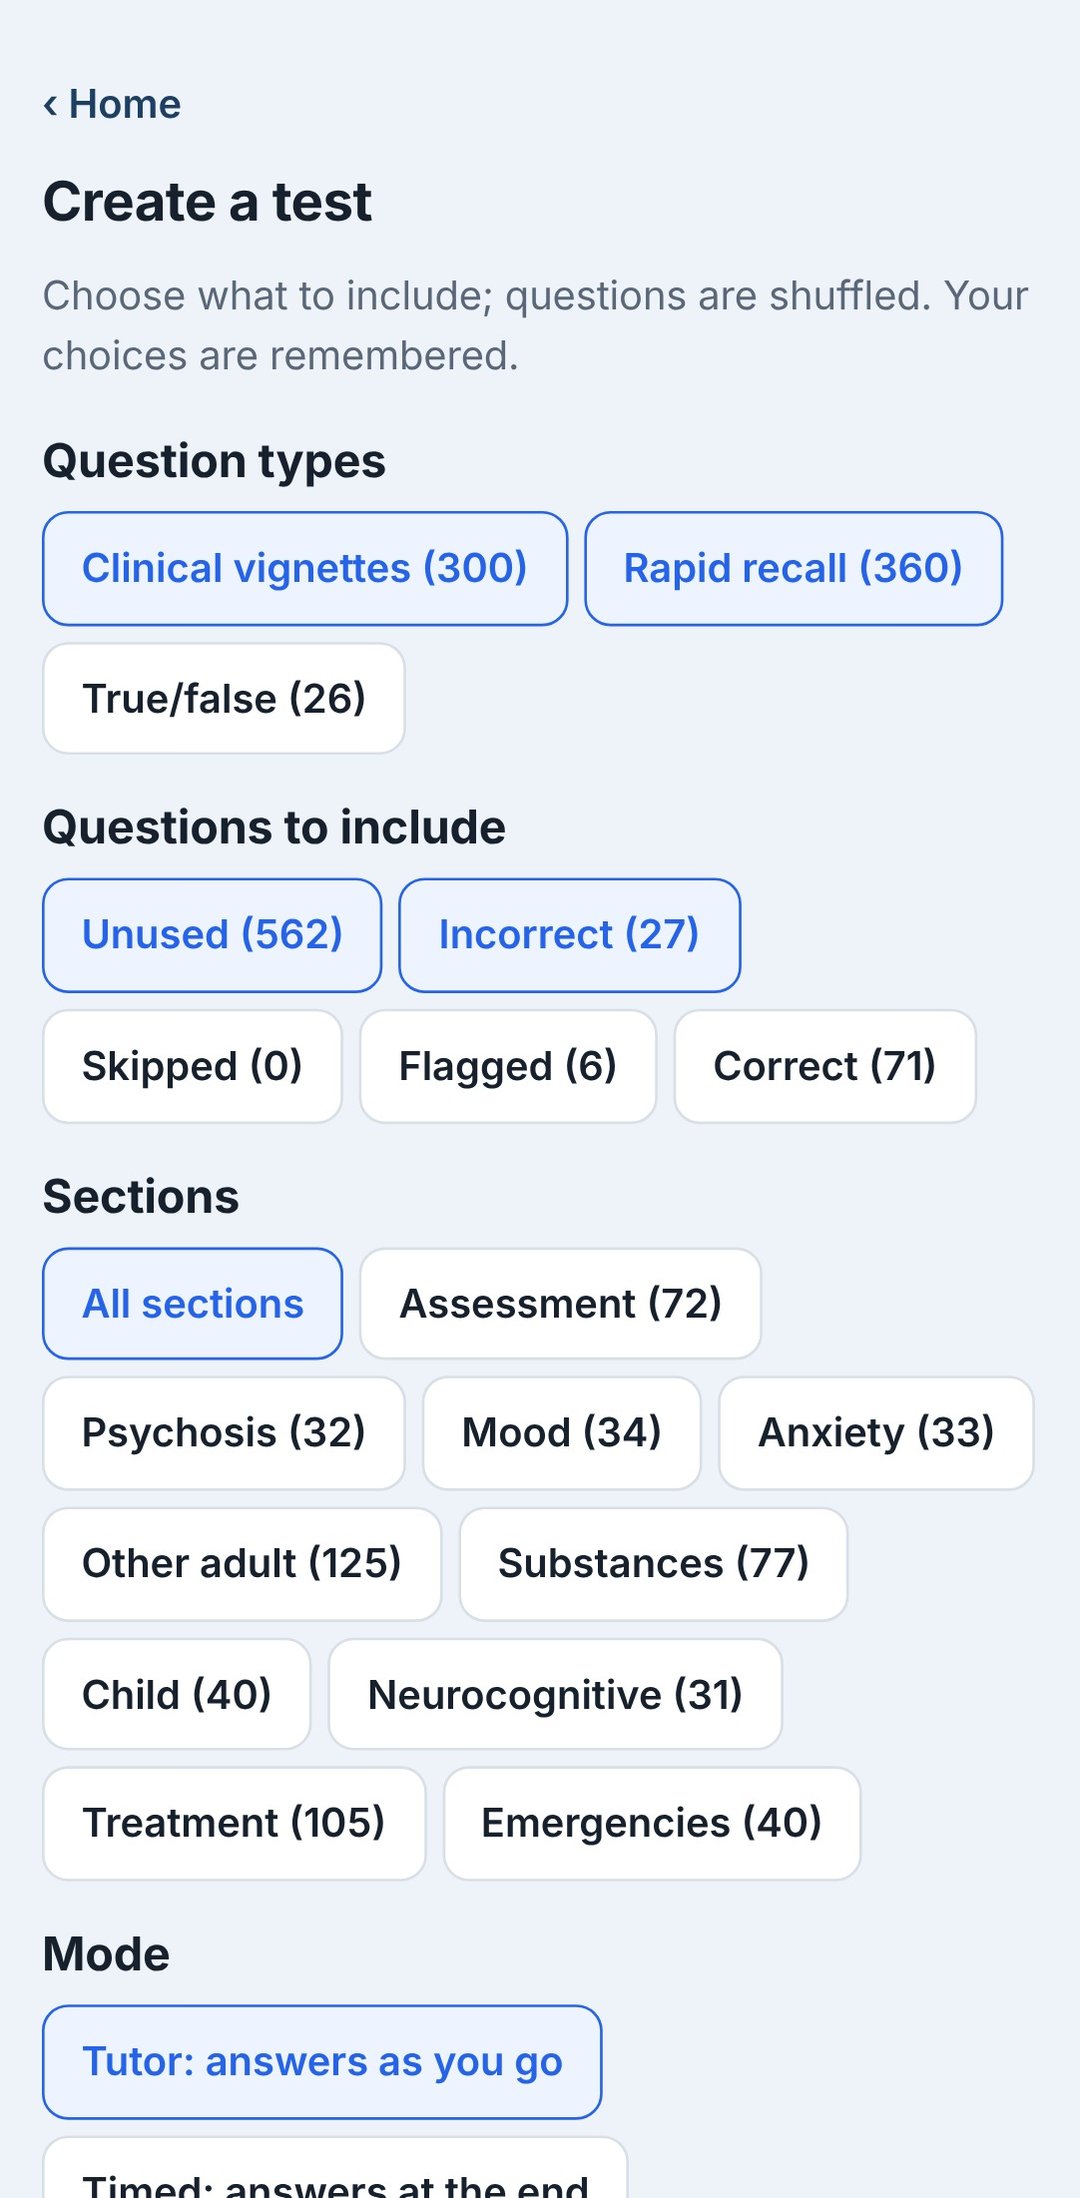 ‹ Home
Create a test
Choose what to include; questions are shuffled. Your
choices are remembered.
Question types
Clinical vignettes (300) Rapid recall (360)
True/false (26)
Questions to include
Unused (562) Incorrect (27)
Skipped (0) Flagged (6) Correct (71)
Sections
All sections Assessment (72)
Psychosis (32) Mood (34) Anxiety (33)
Other adult (125) Substances (77)
Child (40) Neurocognitive (31)
Treatment (105) Emergencies (40)
Mode
Tutor: answers as you go
Timed: answers at the end